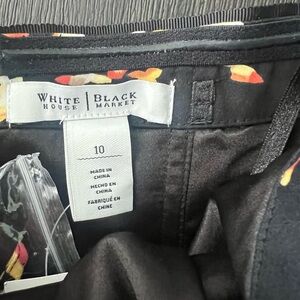 WHITE | BLACK
HOUSE | MARKET
10
MADE IN
CHINA
HECHO EN
CHINA
FABRIQUÉ EN
CHINE